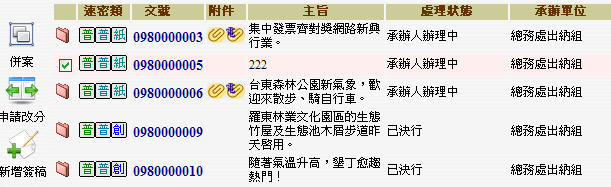 速密類 文號 附件 主旨 處理狀態 承辦單位
普 普 紙 0980000003 電 集中發票齊對獎網路新興
行業。 承辦人辦理中 總務處出納組
普 普 紙 0980000005 222 承辦人辦理中 總務處出納組
普 普 紙 0980000006 電 台東森林公園新氣象，歡
迎來散步、騎自行車。 承辦人辦理中 總務處出納組
普 普 創 0980000009 羅東林業文化園區的生態
竹屋及生態池木屑步道昨
天啓用。 已決行 總務處出納組
普 普 創 0980000010 隨著氣溫升高，墾丁愈趨
熱門！ 已決行 總務處出納組
併案
申請改分
新增簽稿